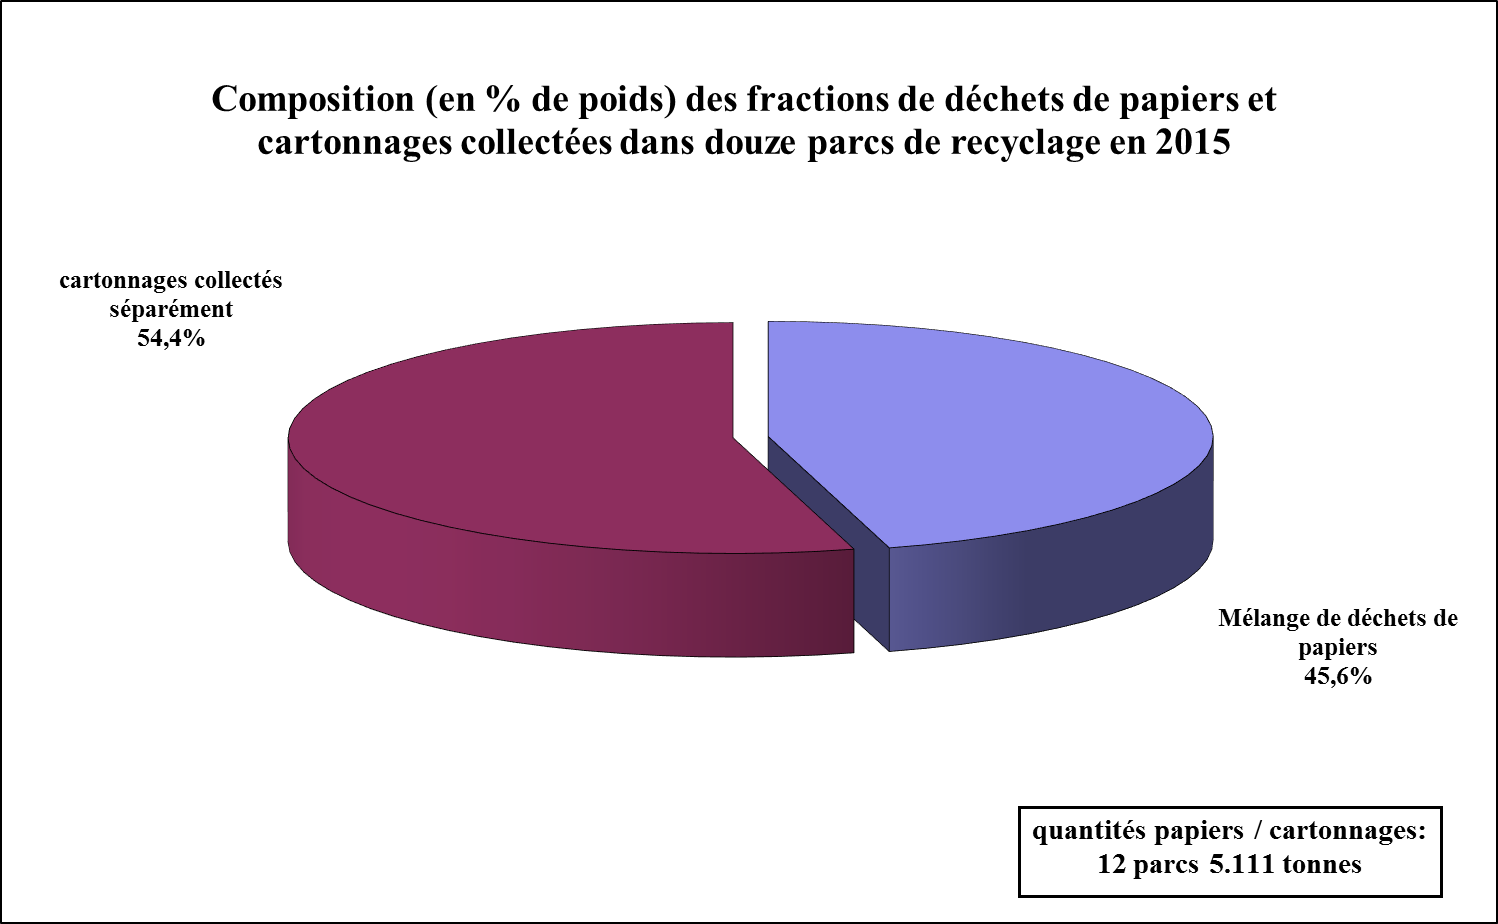 Composition (en % de poids) des fractions de déchets de papiers et
cartonnages collectées dans douze parcs de recyclage en 2015
cartonnages collectés
séparément
54,4%
Mélange de déchets de
papiers
45,6%
quantités papiers / cartonnages:
12 parcs 5.111 tonnes